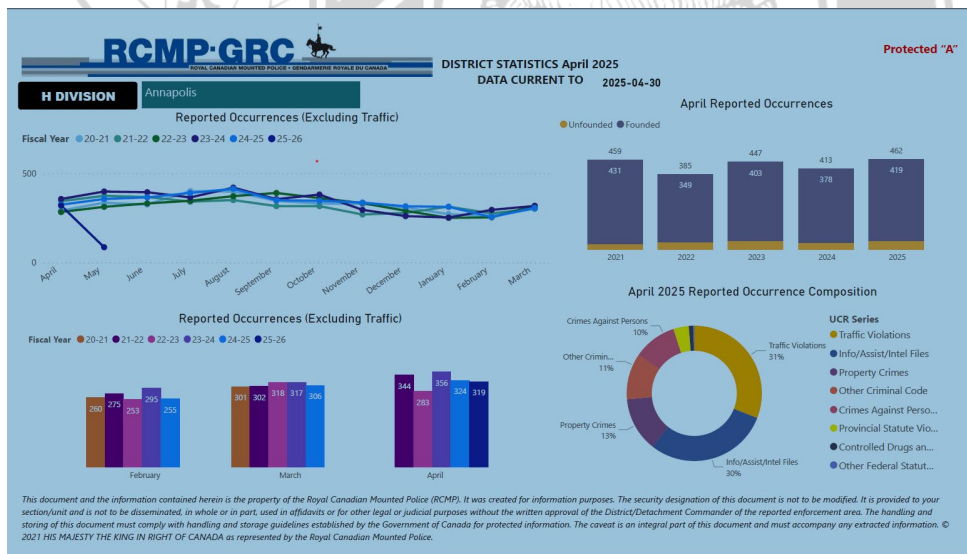 RCMP·GRC
ROYAL CANADIAN MOUNTED POLICE • GENDARMERIE ROYALE DU CANADA
DISTRICT STATISTICS April 2025
DATA CURRENT TO 2025-04-30
Protected “A”
H DIVISION
Annapolis
Reported Occurrences (Excluding Traffic)
Fiscal Year 20-21 21-22 22-23 23-24 24-25 25-26
500
0
April May June July August September October November December January February March
April Reported Occurrences
Unfounded Founded
459 385 447 413 462
431 349 403 378 419
2021 2022 2023 2024 2025
Reported Occurrences (Excluding Traffic)
Fiscal Year 20-21 21-22 22-23 23-24 24-25 25-26
260 275 253 295 255
301 302 318 317 306
344 283 356 324 319
February March April
April 2025 Reported Occurrence Composition
Crimes Against Persons
10%
Other Crimin...
11%
Property Crimes
13%
Traffic Violations
31%
Info/Assist/Intel Files
30%
UCR Series
Traffic Violations
Info/Assist/Intel Files
Property Crimes
Other Criminal Code
Crimes Against Perso...
Provincial Statute Vio...
Controlled Drugs an...
Other Federal Statut...
This document and the information contained herein is the property of the Royal Canadian Mounted Police (RCMP). It was created for information purposes. The security designation of this document is not to be modified. It is provided to your
section/unit and is not to be disseminated, in whole or in part, used in affidavits or for other legal or judicial purposes without the written approval of the District/Detachment Commander of the reported enforcement area. The handling and
storing of this document must comply with handling and storage guidelines established by the Government of Canada for protected information. The caveat is an integral part of this document and must accompany any extracted information. ©
2021 HIS MAJESTY THE KING IN RIGHT OF CANADA as represented by the Royal Canadian Mounted Police.